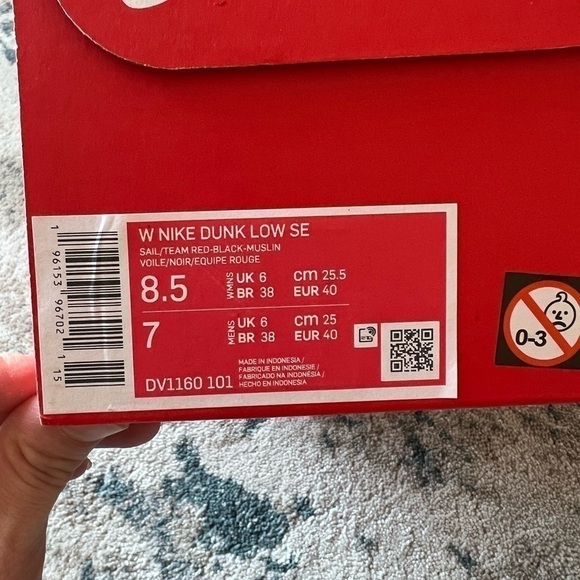 W NIKE DUNK LOW SE
SAIL/TEAM RED-BLACK-MUSLIN
VOILE/NOIR/EQUIPE ROUGE
8.5 WMNS UK 6 cm 25.5
BR 38 EUR 40
7 MENS UK 6 cm 25
BR 38 EUR 40
DV1160 101
MADE IN INDONESIA /
FABRIQUE EN INDONESIE /
FABRICADO NA INDONÉSIA /
HECHO EN INDONESIA
1 96153 96702 115
0-3